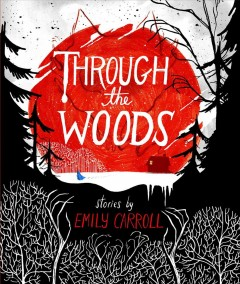 THROUGH
the
WOODS
stories by
EMILY CARROLL